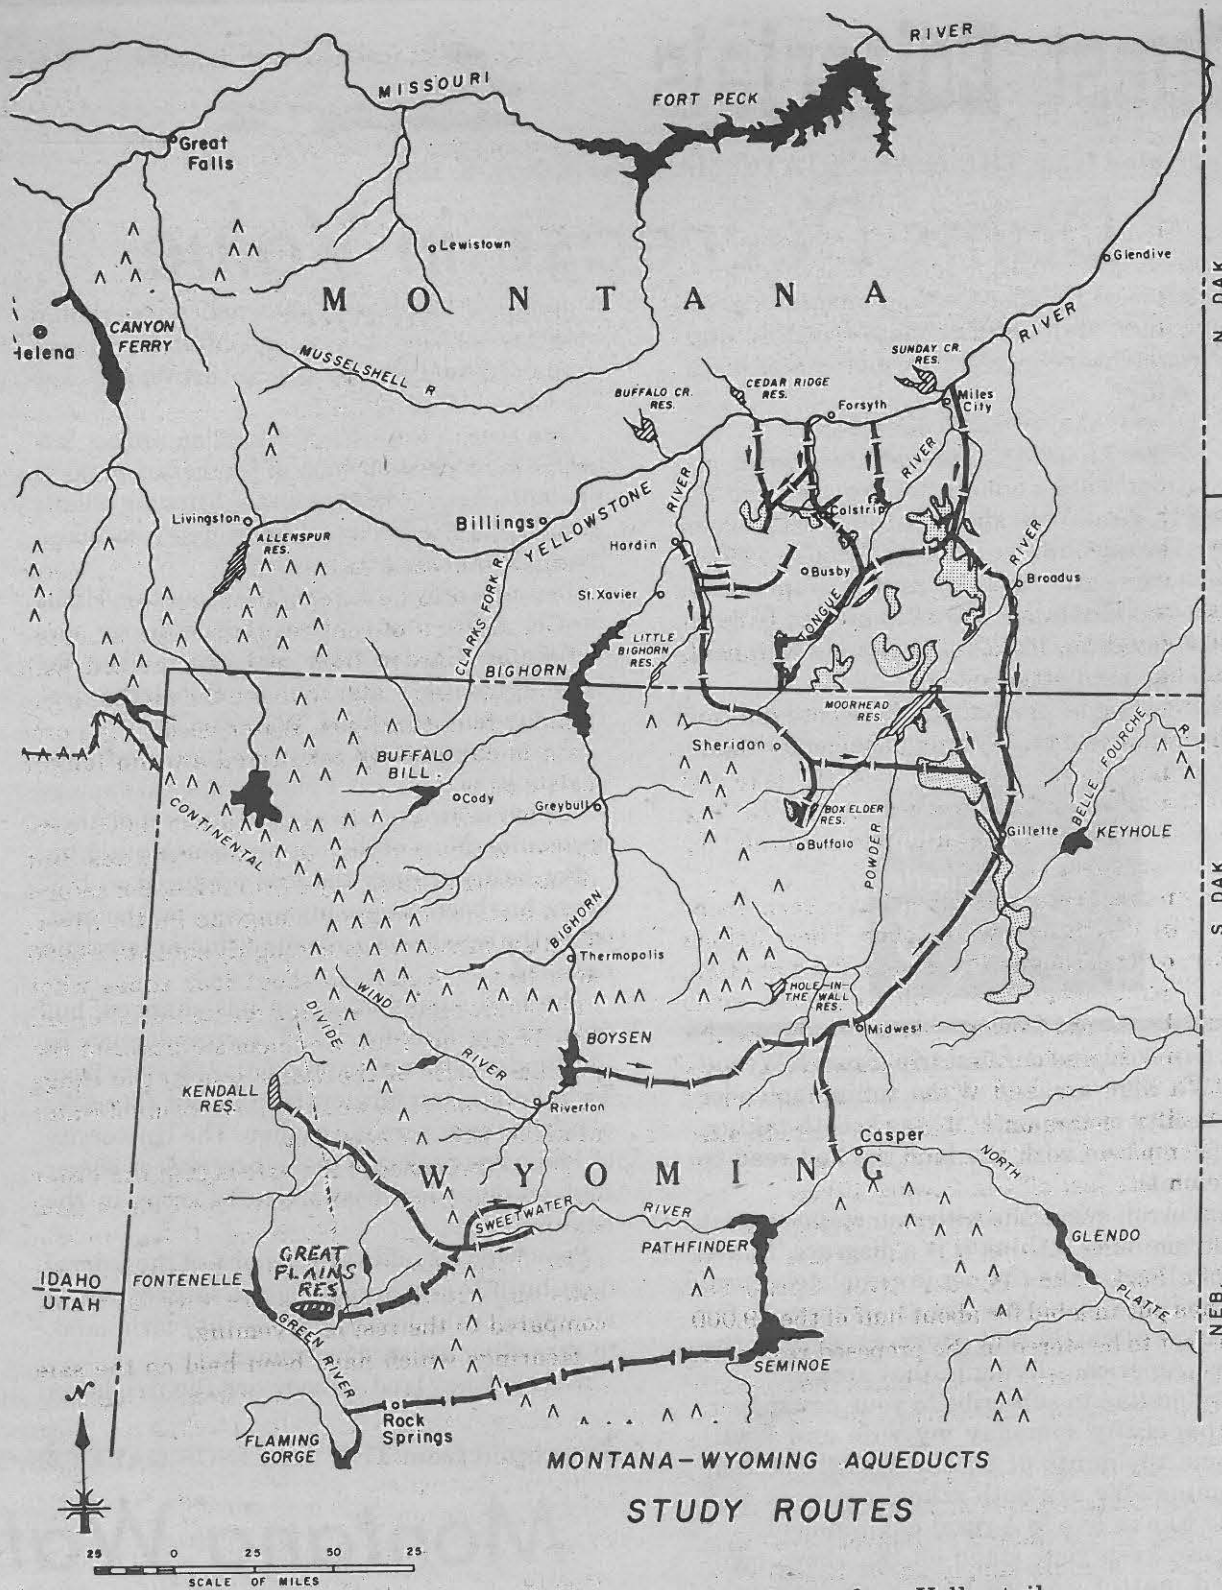 RIVER
MISSOURI
FORT PECK
Great
Falls
Lewistown
Glendive
N DAK
MONTANA
CANYON
FERRY
Helena
RIVER
SUNDAY CR.
RES.
MUSSELSHELL R
CEDAR RIDGE
RES.
BUFFALO CR.
RES.
Miles
City
Forsyth
RIVER
RIVER
Livingston
Billings
YELLOWSTONE
Colstrip
ALLENSPUR
RES.
Hardin
RIVER
CLARKS FORK R.
Busby
Broadus
St. Xavier
TONGUE
LITTLE
BIGHORN
RES.
BIGHORN
MOORHEAD
RES.
Sheridan
BELLE FOURCHE R.
BUFFALO
BILL
Cody
Greybull
BOX ELDER
RES.
CONTINENTAL
Buffalo
Gillette
KEYHOLE
POWDER
S DAK
BIGHORN
Thermopolis
WIND
DIVIDE
HOLE-IN-
THE WALL
RES.
Midwest
BOYSEN
RIVER
KENDALL
RES.
Riverton
Casper
WYOMING
NORTH
SWEETWATER
RIVER
GREAT
PLAINS
RES
PATHFINDER
GLENDO
IDAHO
UTAH
FONTENELLE
PLATTE
NEB
GREEN RIVER
SEMINOE
N
Rock
Springs
FLAMING
GORGE
MONTANA-WYOMING AQUEDUCTS
STUDY ROUTES
25 0 25 50 25
SCALE OF MILES